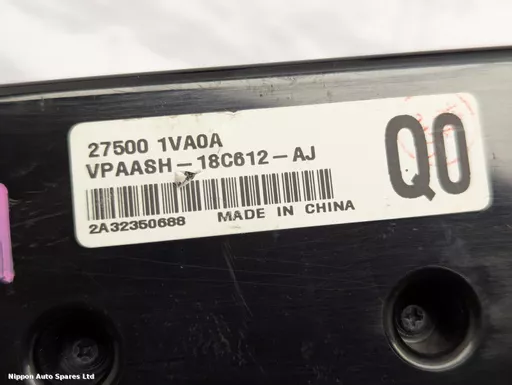 27500 1VA0A
VPAASH-18C612-AJ
Q0
2A32350688 MADE IN CHINA
Nippon Auto Spares Ltd